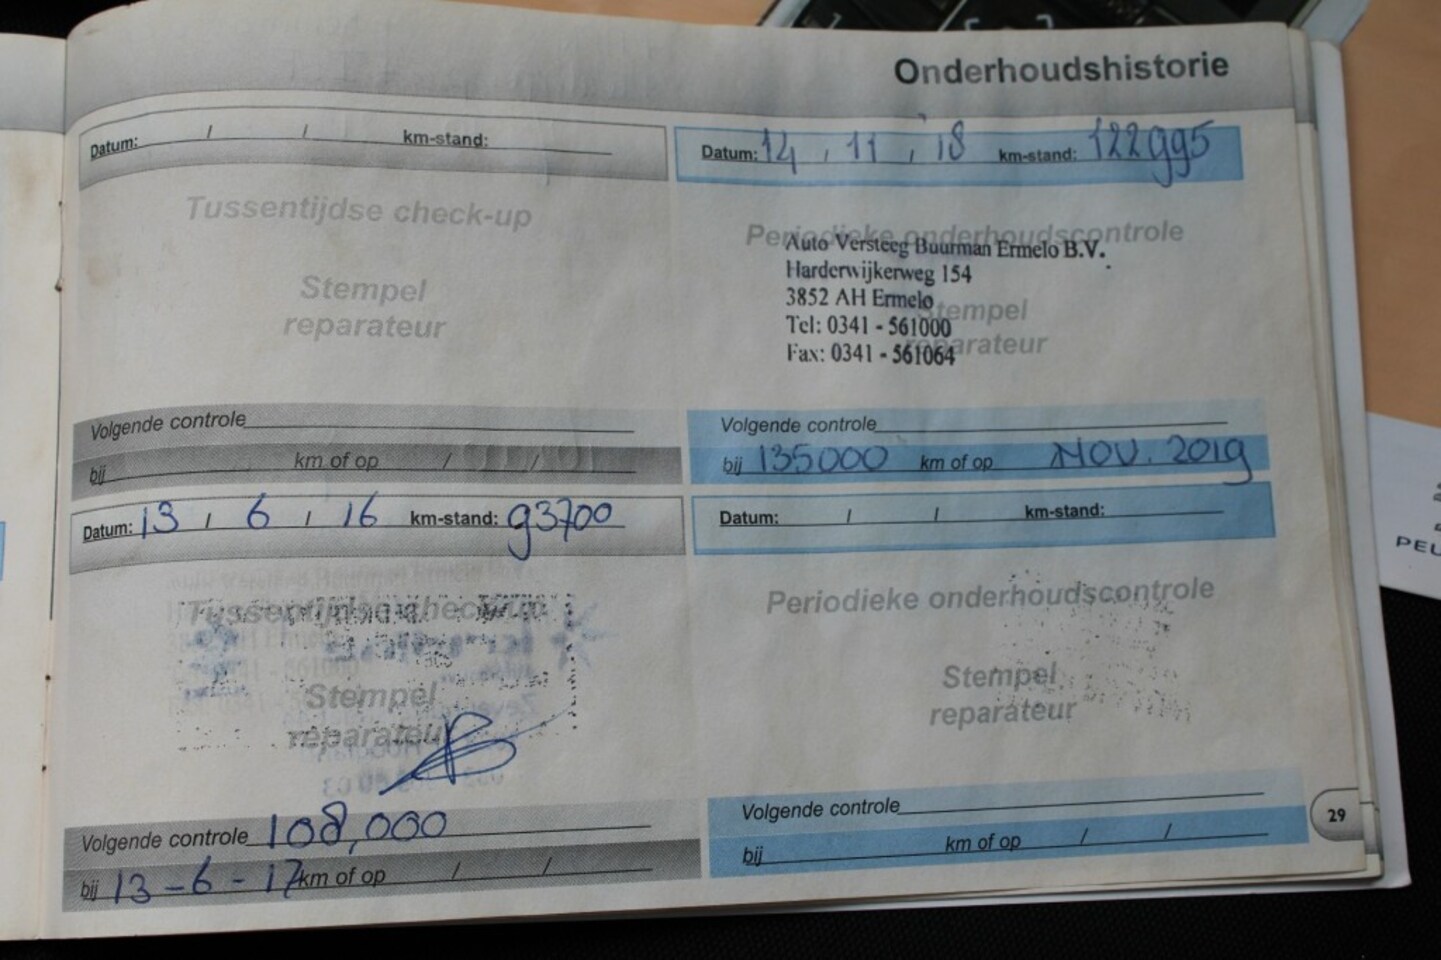 Onderhoudshistorie
Datum: / / km-stand:
Tussentijdse check-up
Stempel
reparateur
Volgende controle
bij km of op / /
Datum: 14 / 11 / '18 km-stand: 122995
Periodieke onderhoudscontrole
Auto Versteeg Buurman Ermelo B.V.
Harderwijkerweg 154
3852 AH Ermelo
Stempel
Tel: 0341 - 561000
reparateur
Fax: 0341 - 561064
Volgende controle
bij 135000 km of op NOV. 2019
Datum: 13 / 6 / 16 km-stand: 93700
Tussentijdse check-up
Stempel
reparateur
Volgende controle 108,000
bij 13-6-17 km of op / /
Datum: / / km-stand:
Periodieke onderhoudscontrole
Stempel
reparateur
Volgende controle
bij km of op / /
29
PEU